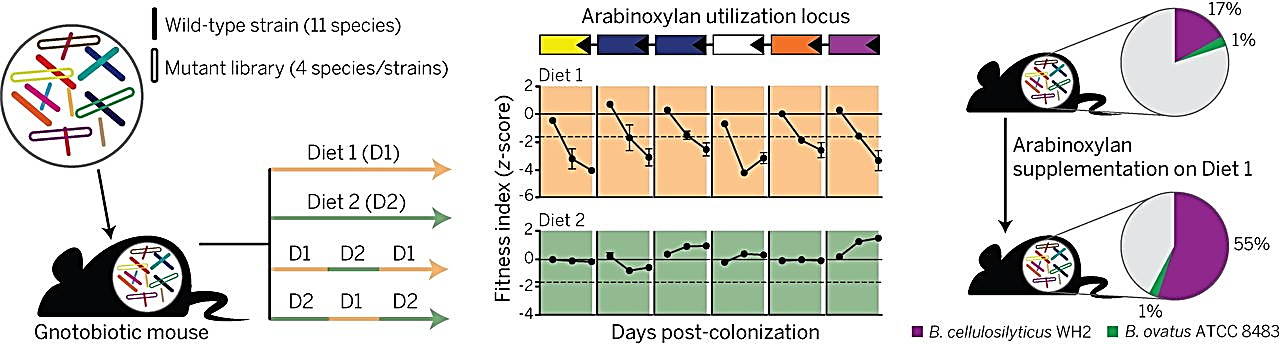 Wild-type strain (11 species)
Mutant library (4 species/strains)
Gnotobiotic mouse
Diet 1 (D1)
Diet 2 (D2)
D1 D2 D1
D2 D1 D2
Arabinoxylan utilization locus
Fitness index (z-score)
Diet 1
2
0
-2
-4
-6
Diet 2
2
0
-2
-4
Days post-colonization
17%
1%
Arabinoxylan
supplementation on Diet 1
55%
1%
B. cellulosilyticus WH2
B. ovatus ATCC 8483